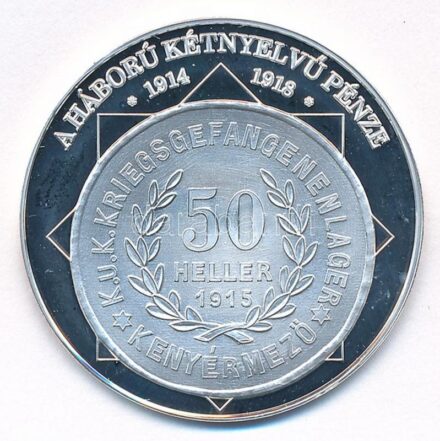 A HÁBORÚ KÉTNYELVŰ PÉNZE
* 1914 1918 *
K.U.K. KRIEGSGEFANGENENLAGER
50
HELLER
1915
KENYÉRMEZŐ